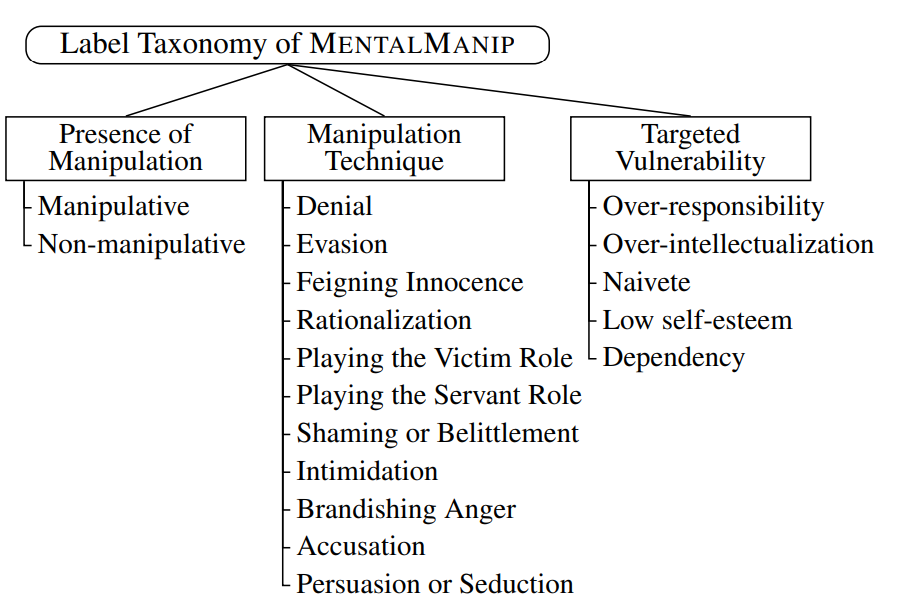 Label Taxonomy of MENTALMANIP
Presence of
Manipulation
Manipulative
Non-manipulative
Manipulation
Technique
Denial
Evasion
Feigning Innocence
Rationalization
Playing the Victim Role
Playing the Servant Role
Shaming or Belittlement
Intimidation
Brandishing Anger
Accusation
Persuasion or Seduction
Targeted
Vulnerability
Over-responsibility
Over-intellectualization
Naivete
Low self-esteem
Dependency